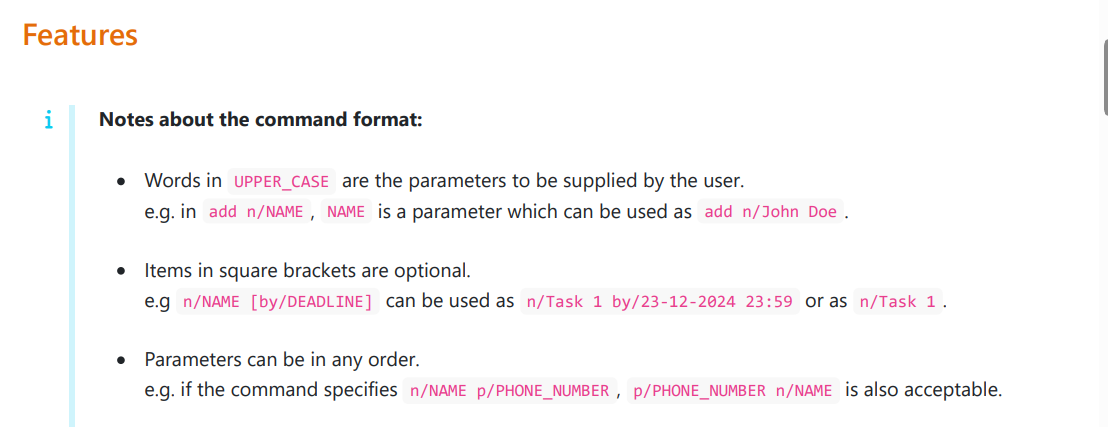 Features
i
Notes about the command format:
• Words in UPPER_CASE are the parameters to be supplied by the user.
e.g. in add n/NAME, NAME is a parameter which can be used as add n/John Doe.
• Items in square brackets are optional.
e.g n/NAME [by/DEADLINE] can be used as n/Task 1 by/23-12-2024 23:59 or as n/Task 1.
• Parameters can be in any order.
e.g. if the command specifies n/NAME p/PHONE_NUMBER, p/PHONE_NUMBER n/NAME is also acceptable.